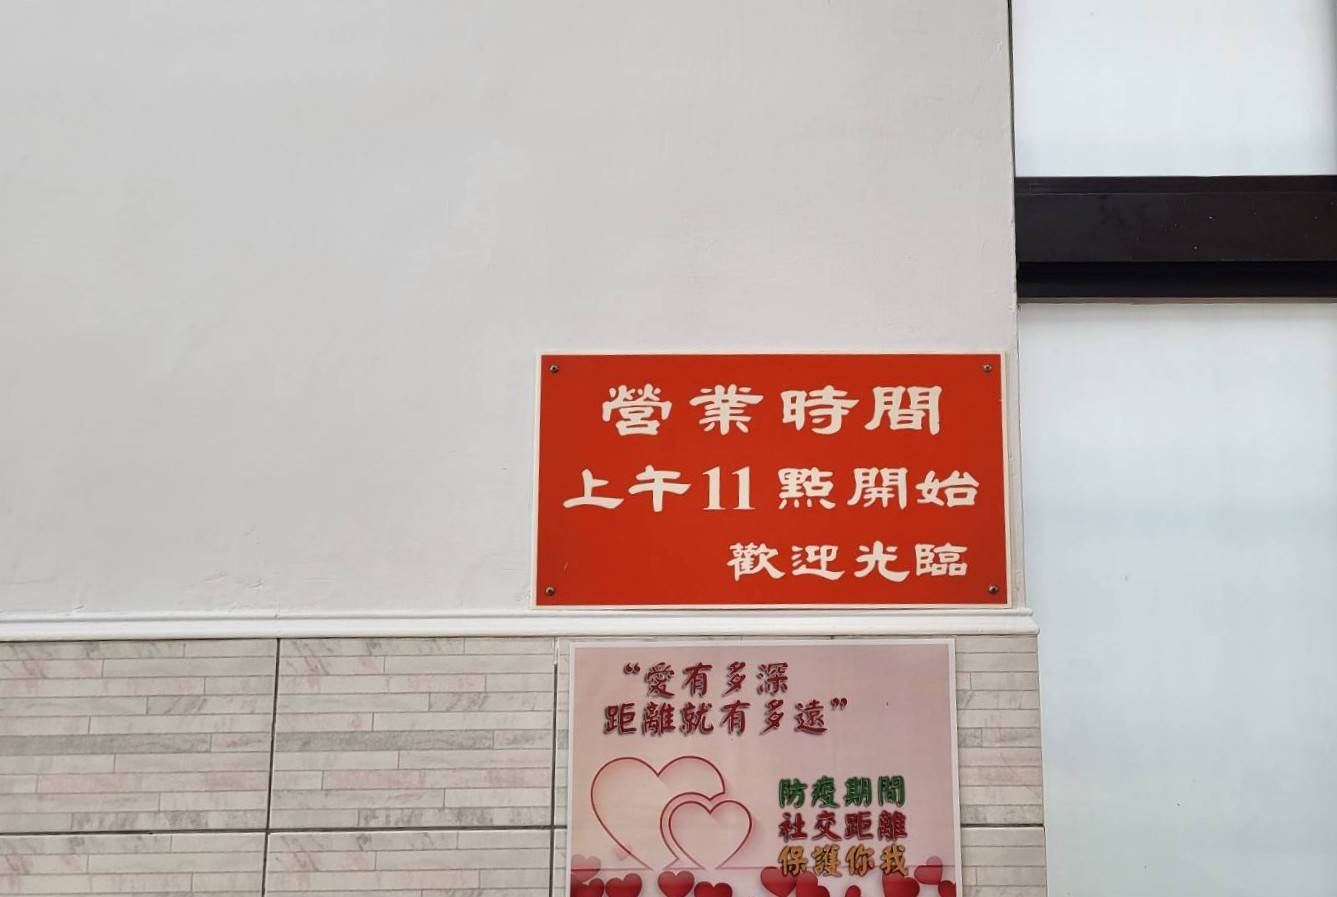 營業時間
上午11點開始
歡迎光臨
“愛有多深
距離就有多遠”
防疫期間
社交距離
保護你我